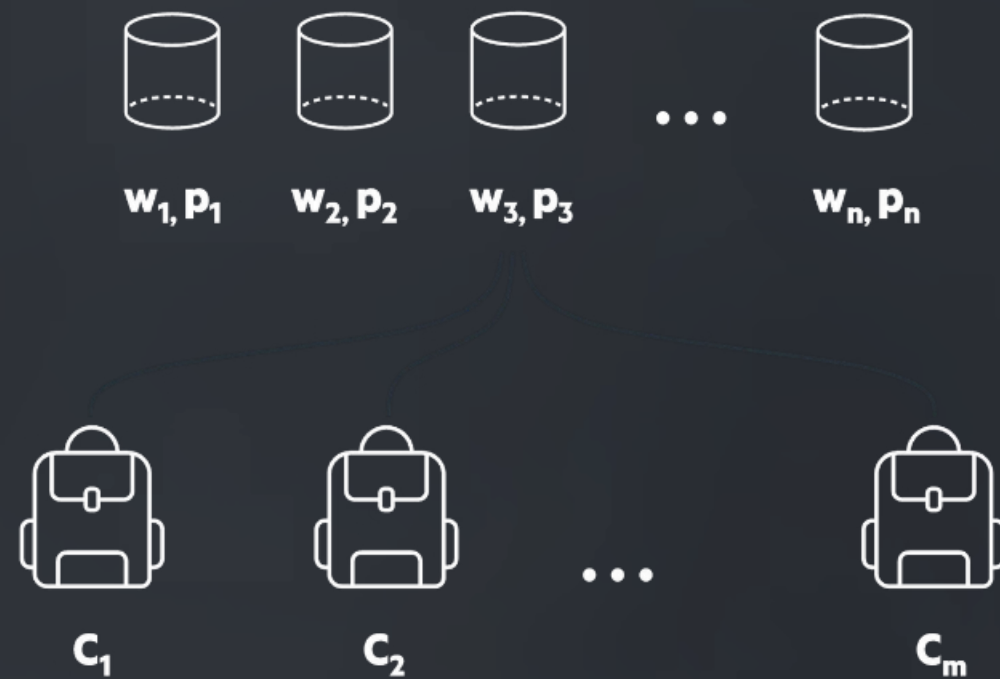 w₁, p₁ w₂, p₂ w₃, p₃ ... wₙ, pₙ
C₁ C₂ ... Cₘ